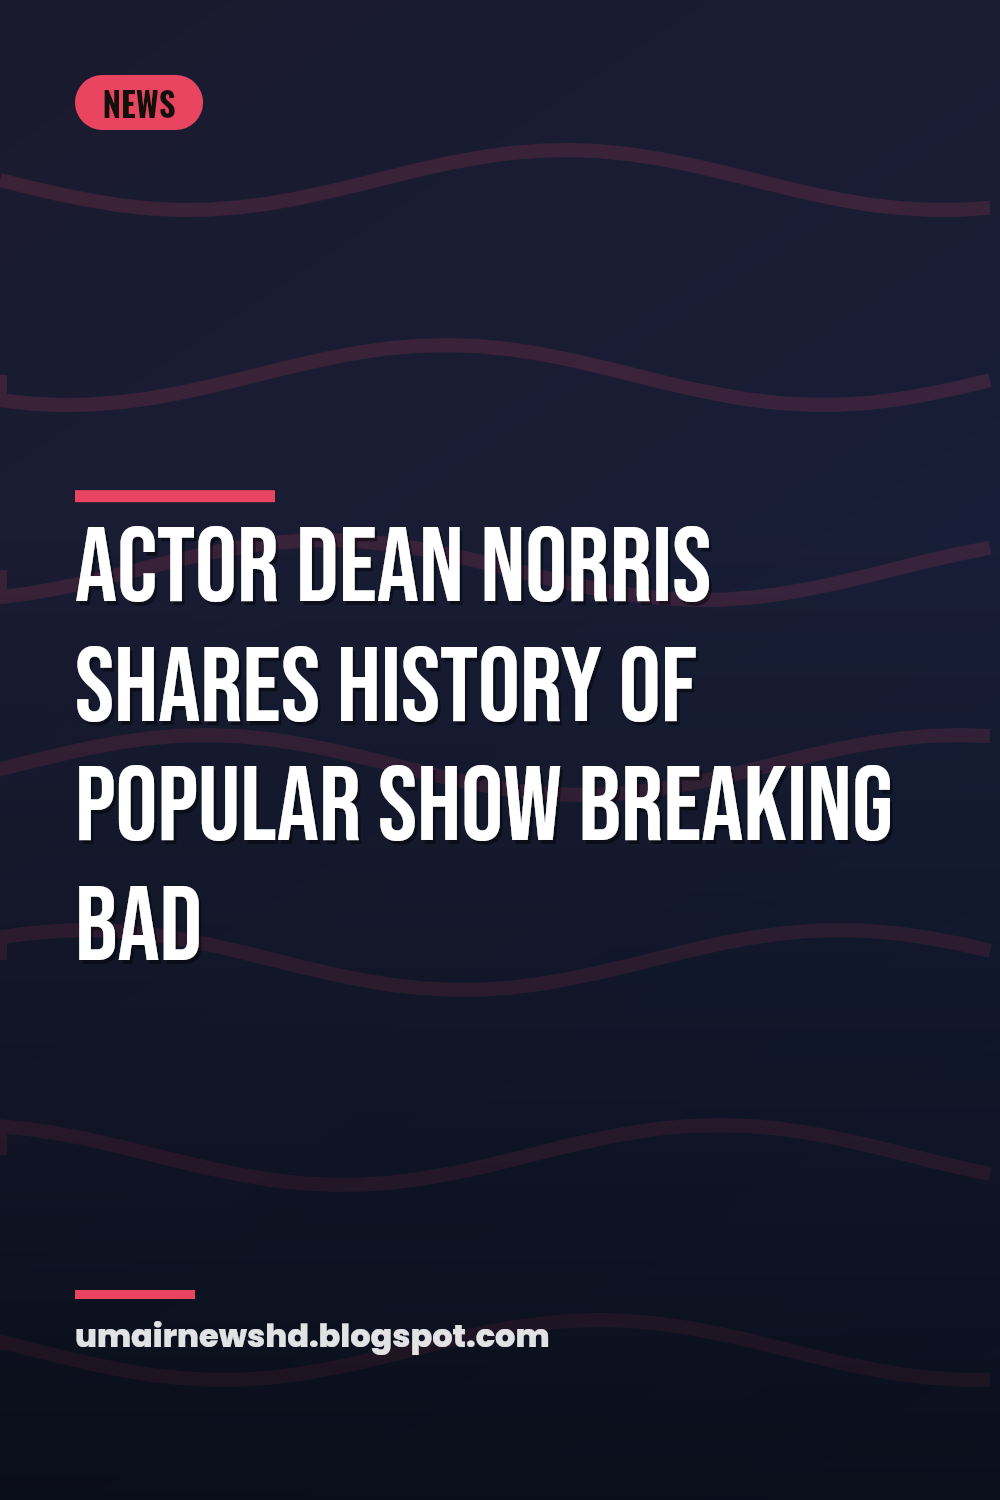 NEWS
ACTOR DEAN NORRIS
SHARES HISTORY OF
POPULAR SHOW BREAKING
BAD
umairnewshd.blogspot.com